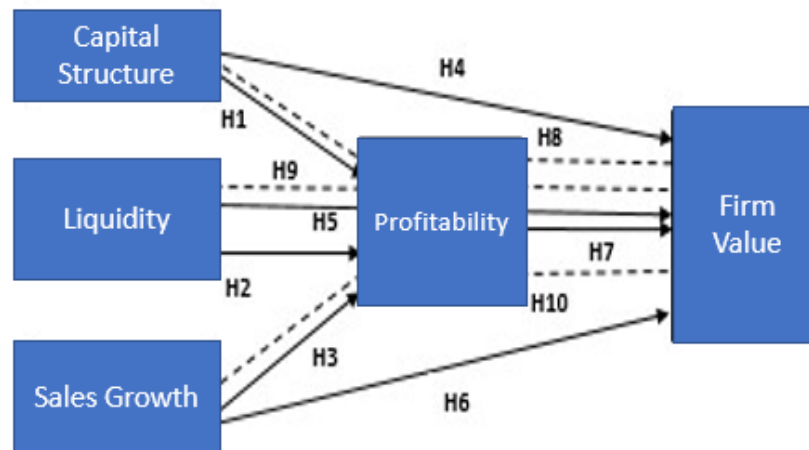 Capital
Structure
H4
H1
H8
H9
Liquidity
Profitability
Firm
Value
H5
H7
H2
H10
H3
Sales Growth
H6